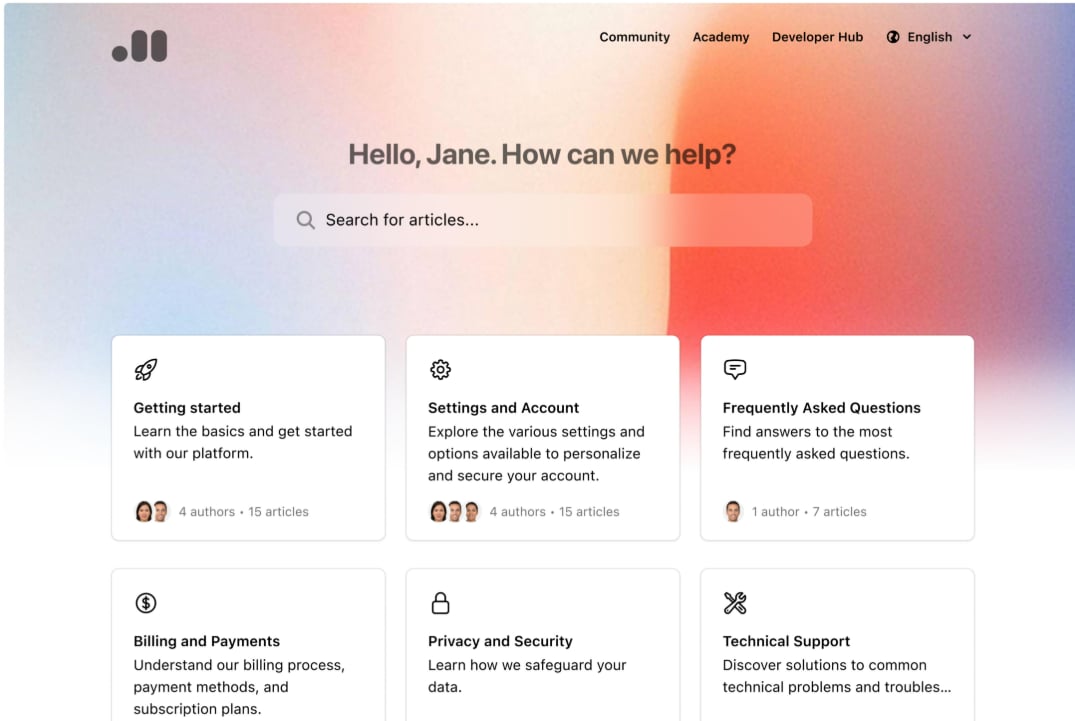 Community Academy Developer Hub English
Hello, Jane. How can we help?
Search for articles...
Getting started
Learn the basics and get started
with our platform.
4 authors • 15 articles
Settings and Account
Explore the various settings and
options available to personalize
and secure your account.
4 authors • 15 articles
Frequently Asked Questions
Find answers to the most
frequently asked questions.
1 author • 7 articles
Billing and Payments
Understand our billing process,
payment methods, and
subscription plans.
Privacy and Security
Learn how we safeguard your
data.
Technical Support
Discover solutions to common
technical problems and troubles...